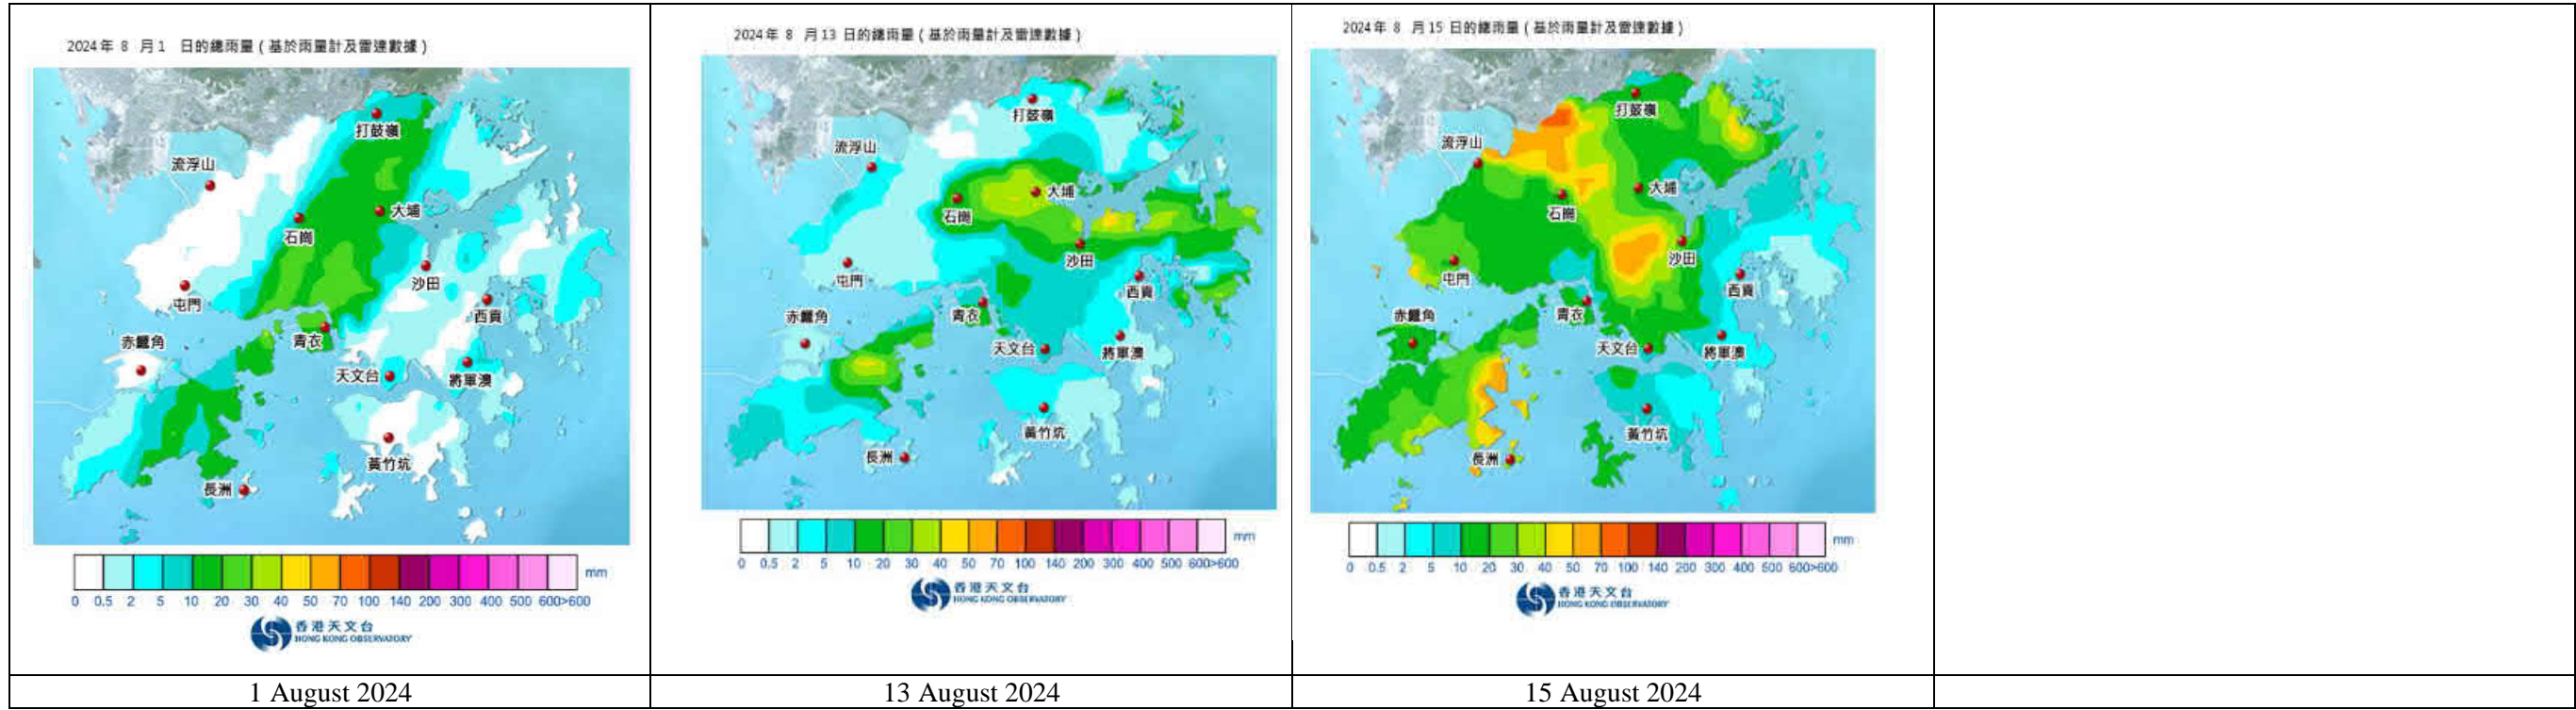 2024年 8 月1 日的總雨量 ( 基於雨量計及雷達數據 )
打鼓嶺
流浮山
大埔
石崗
沙田
屯門
西貢
青衣
赤鱲角
天文台
將軍澳
黃竹坑
長洲
mm
0 0.5 2 5 10 20 30 40 50 70 100 140 200 300 400 500 600>600
香港天文台
HONG KONG OBSERVATORY
1 August 2024
2024年 8 月13 日的總雨量 ( 基於雨量計及雷達數據 )
打鼓嶺
流浮山
大埔
石崗
沙田
屯門
西貢
青衣
赤鱲角
天文台
將軍澳
黃竹坑
長洲
mm
0 0.5 2 5 10 20 30 40 50 70 100 140 200 300 400 500 600>600
香港天文台
HONG KONG OBSERVATORY
13 August 2024
2024年 8 月15 日的總雨量 ( 基於雨量計及雷達數據 )
打鼓嶺
流浮山
大埔
石崗
沙田
屯門
西貢
青衣
赤鱲角
天文台
將軍澳
黃竹坑
長洲
mm
0 0.5 2 5 10 20 30 40 50 70 100 140 200 300 400 500 600>600
香港天文台
HONG KONG OBSERVATORY
15 August 2024